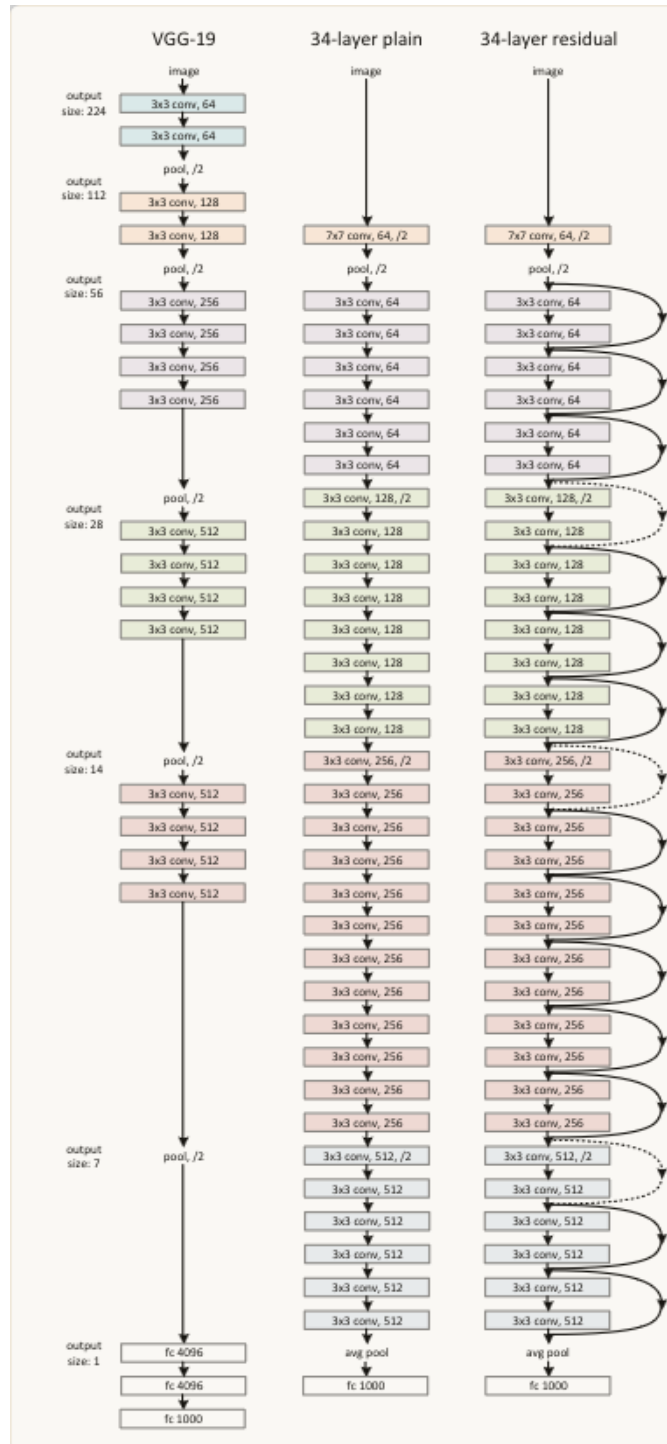 VGG-19
image
output
size: 224
3x3 conv, 64
3x3 conv, 64
pool, /2
output
size: 112
3x3 conv, 128
3x3 conv, 128
pool, /2
output
size: 56
3x3 conv, 256
3x3 conv, 256
3x3 conv, 256
3x3 conv, 256
pool, /2
output
size: 28
3x3 conv, 512
3x3 conv, 512
3x3 conv, 512
3x3 conv, 512
pool, /2
output
size: 14
3x3 conv, 512
3x3 conv, 512
3x3 conv, 512
3x3 conv, 512
output
size: 7
pool, /2
output
size: 1
fc 4096
fc 4096
fc 1000
34-layer plain
image
7x7 conv, 64, /2
pool, /2
3x3 conv, 64
3x3 conv, 64
3x3 conv, 64
3x3 conv, 64
3x3 conv, 64
3x3 conv, 64
3x3 conv, 128, /2
3x3 conv, 128
3x3 conv, 128
3x3 conv, 128
3x3 conv, 128
3x3 conv, 128
3x3 conv, 128
3x3 conv, 128
3x3 conv, 256, /2
3x3 conv, 256
3x3 conv, 256
3x3 conv, 256
3x3 conv, 256
3x3 conv, 256
3x3 conv, 256
3x3 conv, 256
3x3 conv, 256
3x3 conv, 256
3x3 conv, 256
3x3 conv, 256
3x3 conv, 512, /2
3x3 conv, 512
3x3 conv, 512
3x3 conv, 512
3x3 conv, 512
3x3 conv, 512
avg pool
fc 1000
34-layer residual
image
7x7 conv, 64, /2
pool, /2
3x3 conv, 64
3x3 conv, 64
3x3 conv, 64
3x3 conv, 64
3x3 conv, 64
3x3 conv, 64
3x3 conv, 128, /2
3x3 conv, 128
3x3 conv, 128
3x3 conv, 128
3x3 conv, 128
3x3 conv, 128
3x3 conv, 128
3x3 conv, 128
3x3 conv, 256, /2
3x3 conv, 256
3x3 conv, 256
3x3 conv, 256
3x3 conv, 256
3x3 conv, 256
3x3 conv, 256
3x3 conv, 256
3x3 conv, 256
3x3 conv, 256
3x3 conv, 256
3x3 conv, 256
3x3 conv, 512, /2
3x3 conv, 512
3x3 conv, 512
3x3 conv, 512
3x3 conv, 512
3x3 conv, 512
avg pool
fc 1000